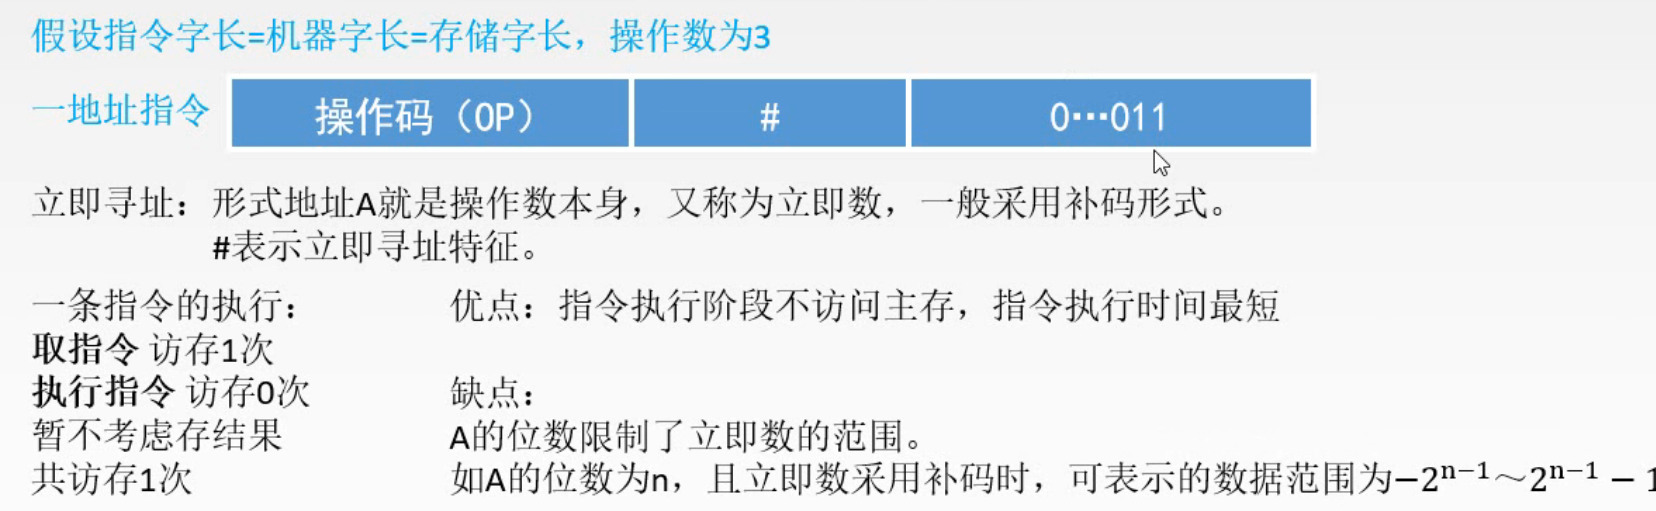 假设指令字长=机器字长=存储字长，操作数为3
一地址指令 操作码（OP） # 0…011
立即寻址：形式地址A就是操作数本身，又称为立即数，一般采用补码形式。
#表示立即寻址特征。
一条指令的执行： 优点：指令执行阶段不访问主存，指令执行时间最短
取指令 访存1次
执行指令 访存0次 缺点：
暂不考虑存结果 A的位数限制了立即数的范围。
共访存1次 如A的位数为n，且立即数采用补码时，可表示的数据范围为−2ⁿ⁻¹～2ⁿ⁻¹ − 1